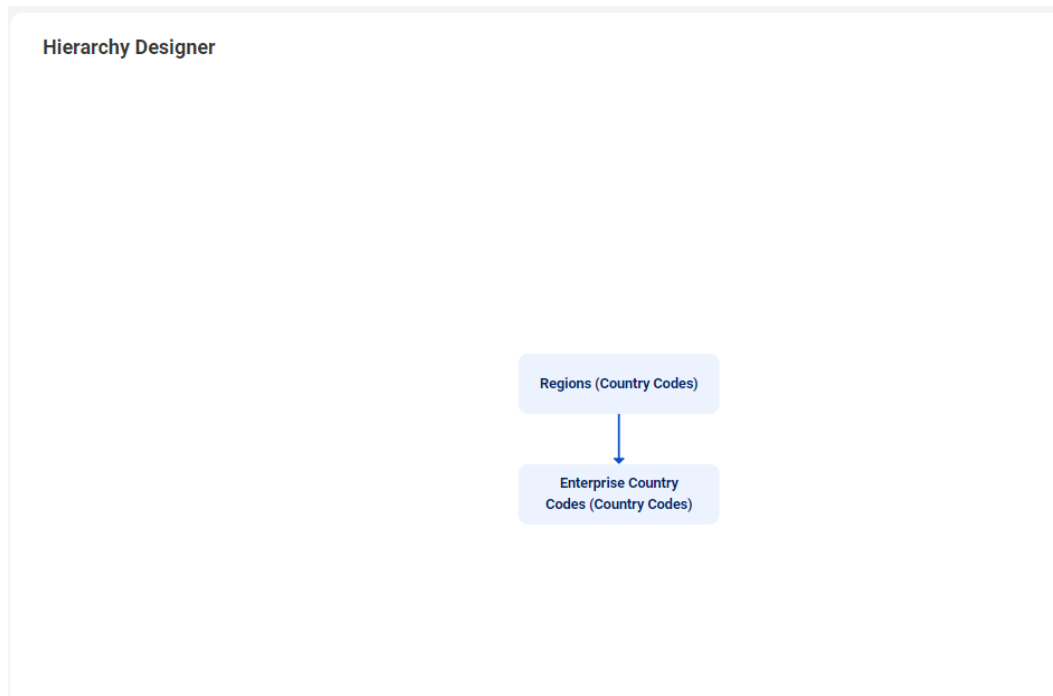 Hierarchy Designer
Regions (Country Codes)
Enterprise Country
Codes (Country Codes)